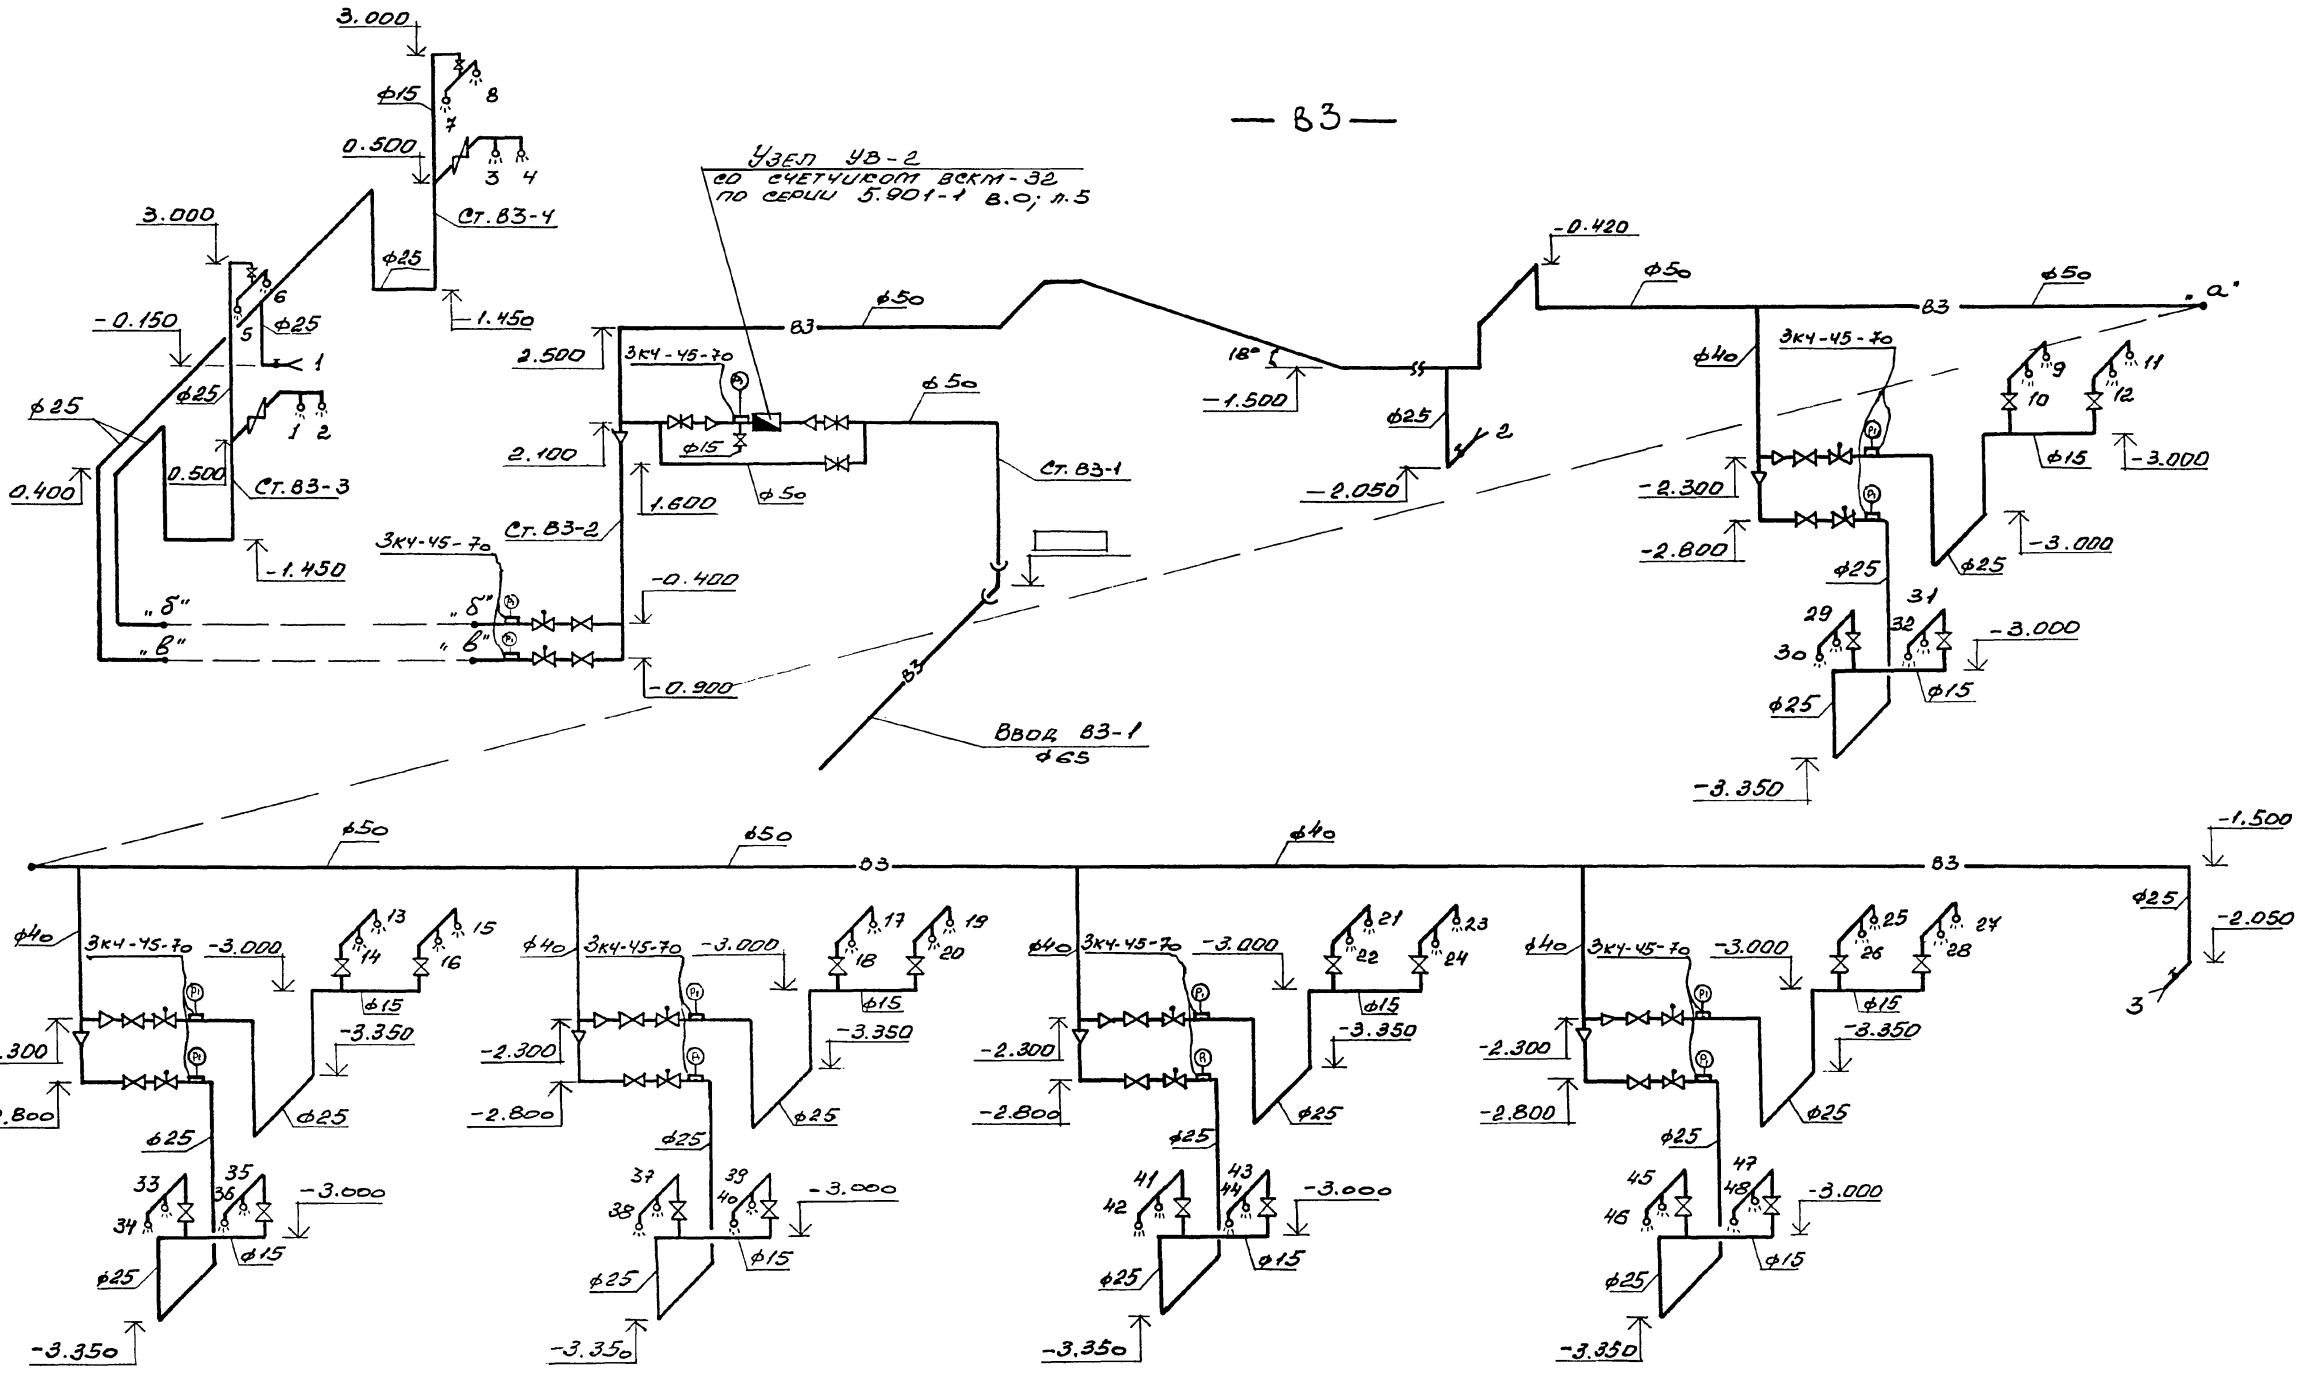 — В3 —
3.000
ф15
8
7
0.500
3
4
Ст. В3-4
3.000
ф25
6
5
-0.150
ф25
1
-1.450
ф25
ф25
1
2
0.500
0.400
Ст. В3-3
-1.450
Узел УВ-2
со счетчиком ВСКМ-32
по серии 5.901-1 в.0; л.5
ф50
В3
2.500
3кч-45-70
ф50
2.100
ф15
1.600
ф50
Ст. В3-1
Ст. В3-2
3кч-45-70
-0.400
"б"
"б"
"в"
"в"
-0.900
В3
Ввод В3-1
ф65
18°
-1.500
ф25
2
-2.050
-0.420
ф50
В3
ф50
"а"
ф40
3кч-45-70
9
10
11
12
ф15
-3.000
-2.300
-2.800
-3.000
ф25
ф25
29
30
31
32
-3.000
ф15
ф25
-3.350
ф50
ф50
В3
ф40
В3
-1.500
ф25
-2.050
3
ф40
3кч-45-70
-3.000
13
14
15
16
ф15
.300
-3.350
.800
ф25
ф25
33
34
35
36
-3.000
ф15
ф25
-3.350
ф40
3кч-45-70
-3.000
17
18
19
20
ф15
-2.300
-3.350
-2.800
ф25
ф25
37
38
39
40
-3.000
ф15
ф25
-3.350
ф40
3кч-45-70
-3.000
21
22
23
24
ф15
-2.300
-3.350
-2.800
ф25
ф25
41
42
43
44
-3.000
ф15
ф25
-3.350
ф40
3кч-45-70
-3.000
25
26
27
28
ф15
-2.300
-3.350
-2.800
ф25
ф25
45
46
47
48
-3.000
ф15
ф25
-3.350